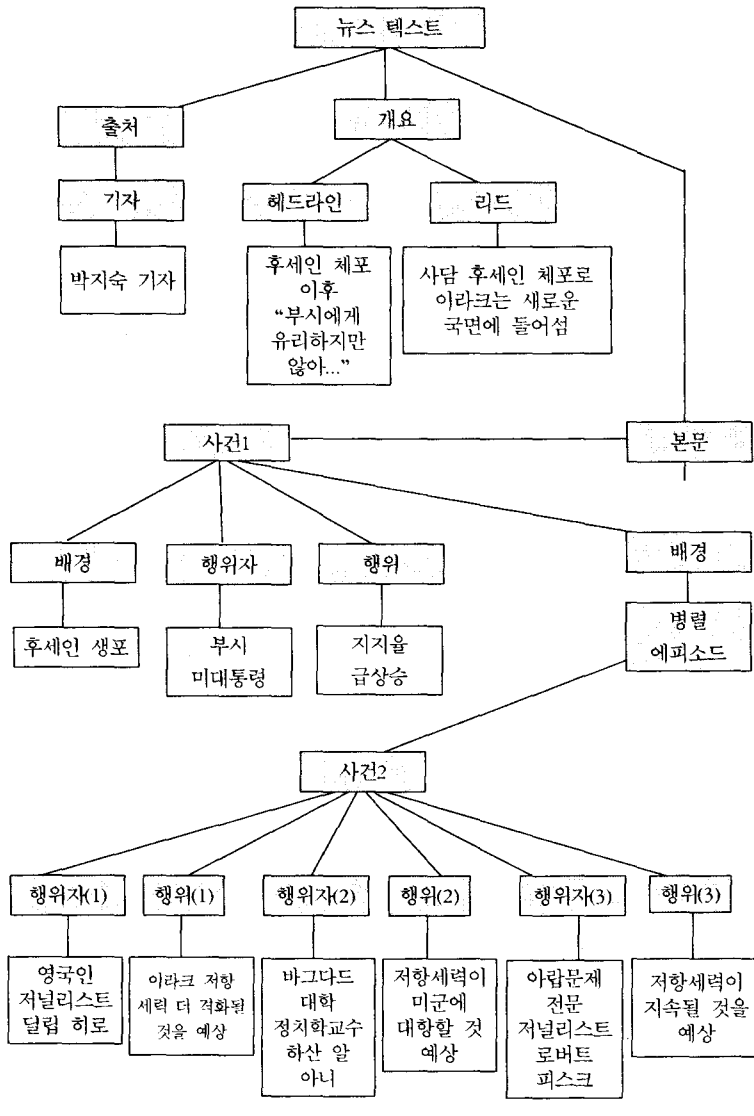 뉴스 텍스트
출처
개요
기자
헤드라인
리드
박지숙 기자
후세인 체포
이후
“부시에게
유리하지만
않아...”
사담 후세인 체포로
이라크는 새로운
국면에 들어섬
사건1
본문
배경
행위자
행위
배경
후세인 생포
부시
미대통령
지지율
급상승
병렬
에피소드
사건2
행위자(1)
행위(1)
행위자(2)
행위(2)
행위자(3)
행위(3)
영국인
저널리스트
딜립 히로
이라크 저항
세력 더 격화될
것을 예상
바그다드
대학
정치학교수
하산 알
아니
저항세력이
미군에
대항할 것
예상
아랍문제
전문
저널리스트
로버트
피스크
저항세력이
지속될 것을
예상